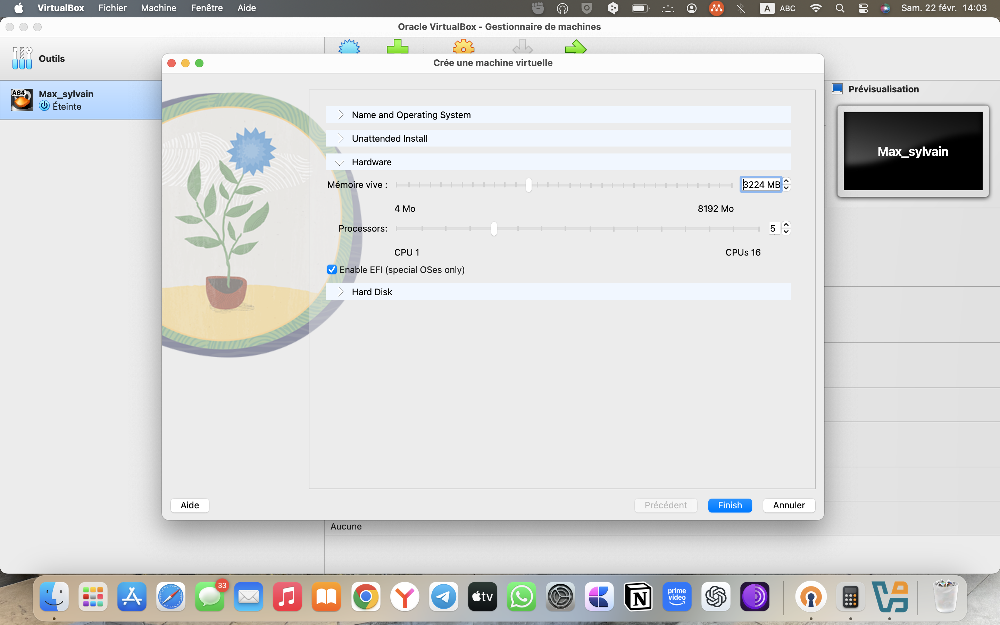 VirtualBox Fichier Machine Fenêtre Aide A ABC Sam. 22 févr. 14:03
Oracle VirtualBox - Gestionnaire de machines
Outils
Crée une machine virtuelle
A64
Max_sylvain
Éteinte
Prévisualisation
Max_sylvain
Name and Operating System
Unattended Install
Hardware
Mémoire vive : 3224 MB
4 Mo 8192 Mo
Processors: 5
CPU 1 CPUs 16
Enable EFI (special OSes only)
Hard Disk
Aide Précédent Finish Annuler
Aucune
33
tv
prime
video